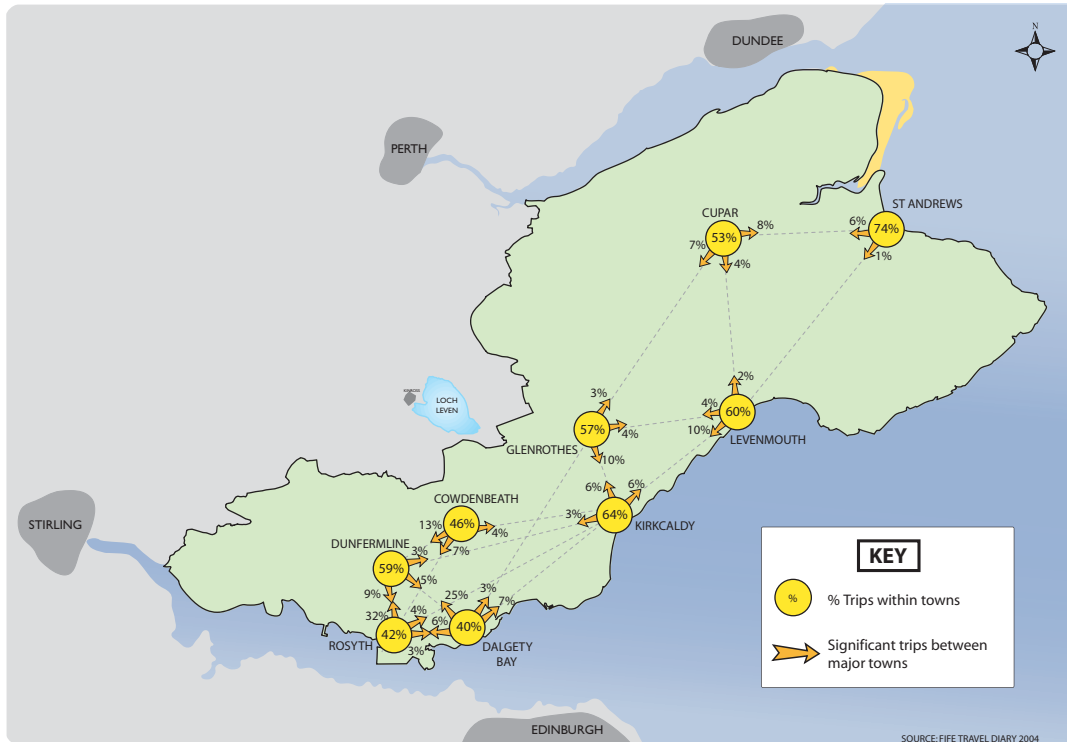 DUNDEE
N
PERTH
ST ANDREWS
CUPAR
8%
6%
74%
53%
7%
4%
1%
KINROSS
LOCH
LEVEN
3%
2%
4%
60%
57%
4%
10%
LEVENMOUTH
GLENROTHES
10%
6%
6%
COWDENBEATH
STIRLING
13%
46%
4%
3%
64%
KIRKCALDY
DUNFERMLINE
7%
3%
59%
5%
9%
25%
3%
7%
32%
4%
6%
42%
40%
ROSYTH
3%
DALGETY
BAY
KEY
%
% Trips within towns
Significant trips between
major towns
EDINBURGH
SOURCE: FIFE TRAVEL DIARY 2004